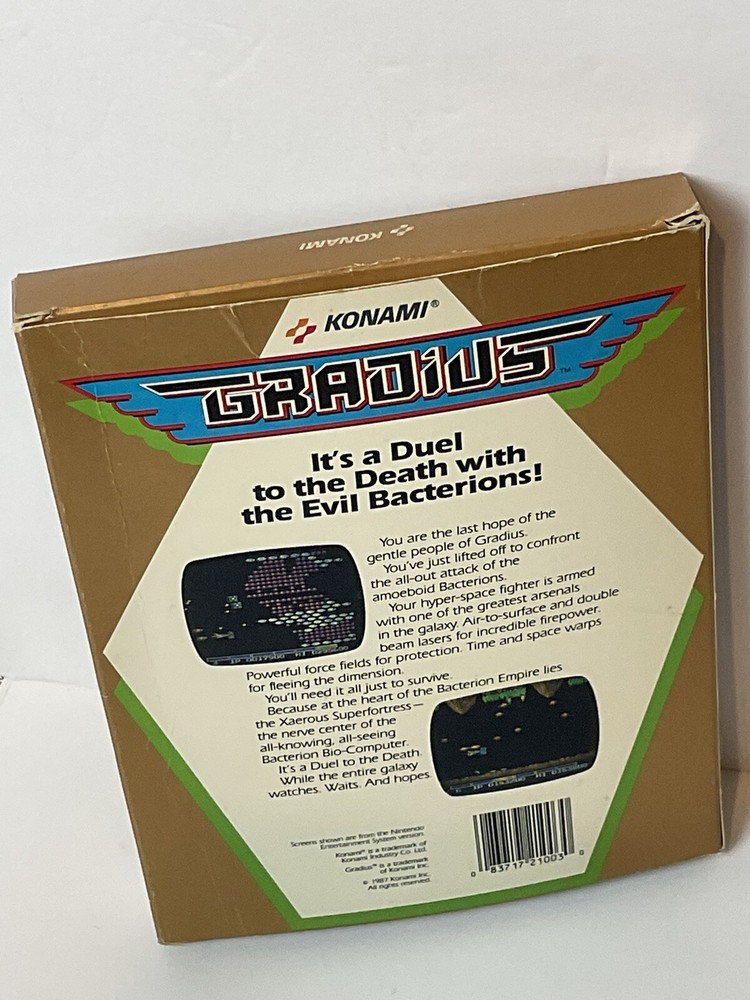 KONAMI
KONAMI®
GRADIUS™
It's a Duel
to the Death with
the Evil Bacterions!
You are the last hope of the
gentle people of Gradius.
You've just lifted off to confront
the all-out attack of the
amoeboid Bacterions.
Your hyper-space fighter is armed
with one of the greatest arsenals
in the galaxy. Air-to-surface and double
beam lasers for incredible firepower.
Powerful force fields for protection. Time and space warps
for fleeing the dimension.
You'll need it all just to survive.
Because at the heart of the Bacterion Empire lies
the Xaerous Superfortress—
the nerve center of the
all-knowing, all-seeing
Bacterion Bio-Computer.
It's a Duel to the Death.
While the entire galaxy
watches. Waits. And hopes.
Screens shown are from the Nintendo
Entertainment System version.
Konami® is a trademark of
Konami Industry Co. Ltd.
Gradius™ is a trademark
of Konami Inc.
© 1987 Konami Inc.
All rights reserved.
0 83717-21003 0